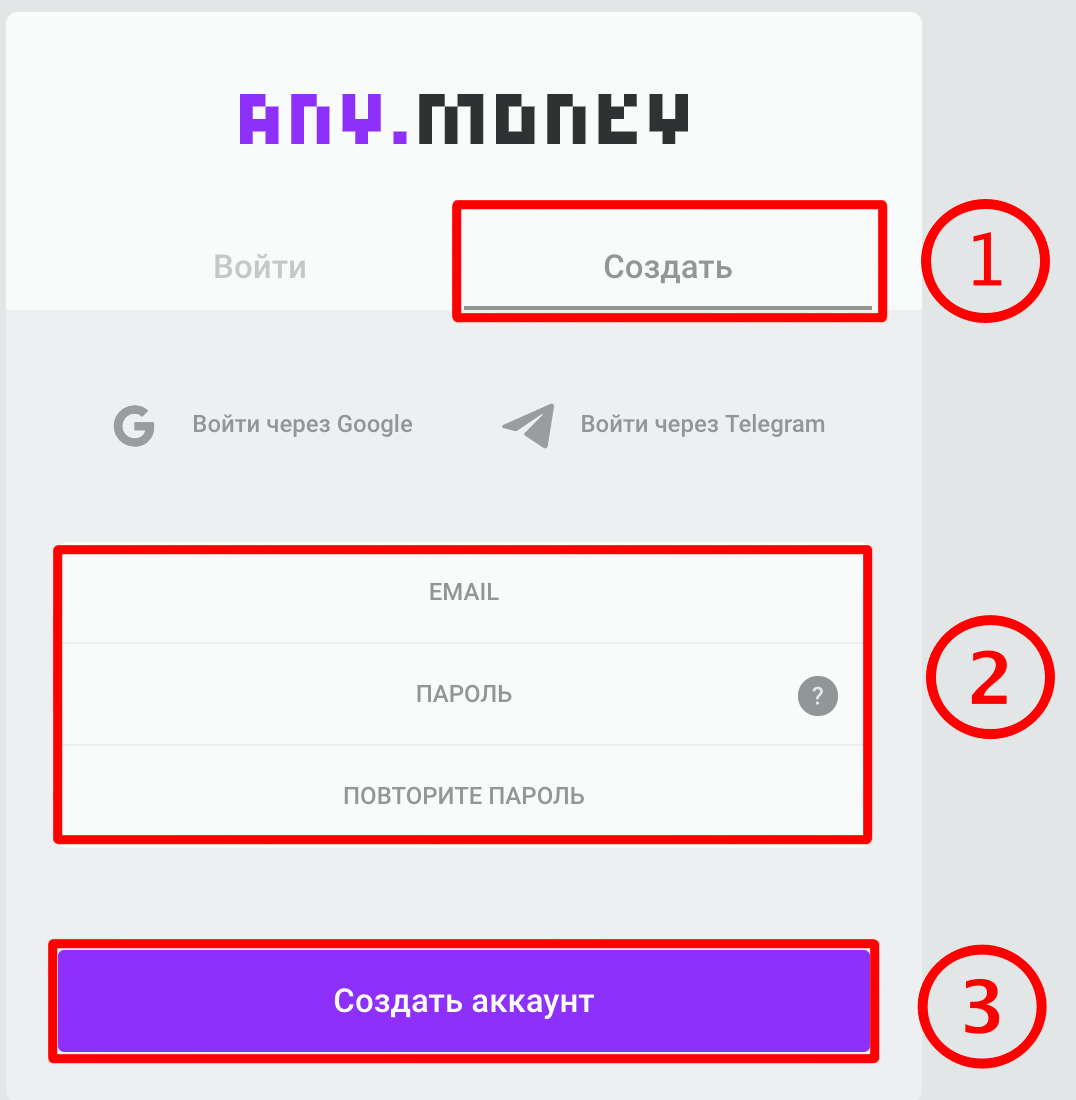 ANY.MONEY
Войти
Создать
1
Войти через Google
Войти через Telegram
EMAIL
ПАРОЛЬ
?
2
ПОВТОРИТЕ ПАРОЛЬ
Создать аккаунт
3